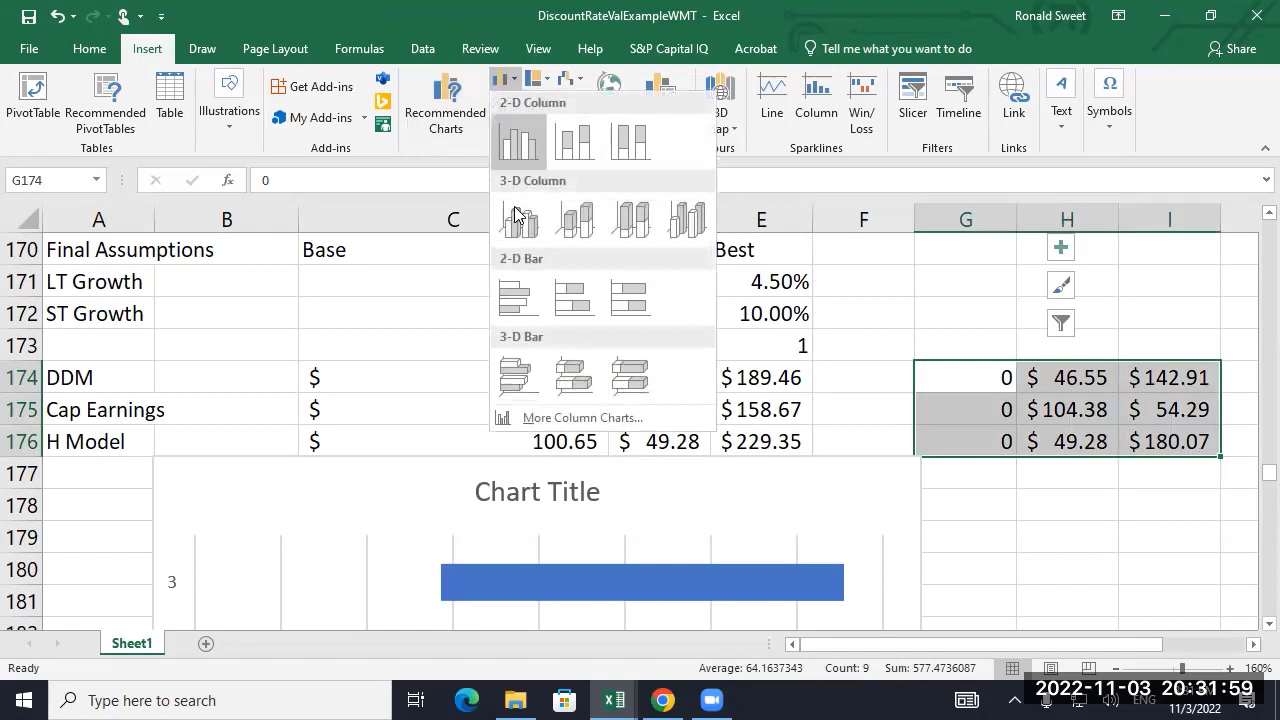 DiscountRateValExampleWMT - Excel
Ronald Sweet
File Home Insert Draw Page Layout Formulas Data Review View Help S&P Capital IQ Acrobat Tell me what you want to do Share
PivotTable Recommended PivotTables Table Illustrations Get Add-ins My Add-ins Recommended Charts Line Column Win/Loss Slicer Timeline Link Text Symbols
Tables Add-ins Sparklines Filters Links
2-D Column
3-D Column
2-D Bar
3-D Bar
More Column Charts...
G174 fx 0
A B C E F G H I
170 Final Assumptions Base Best
171 LT Growth 4.50%
172 ST Growth 10.00%
173 1
174 DDM $ $189.46 0 $ 46.55 $142.91
175 Cap Earnings $ $158.67 0 $104.38 $ 54.29
176 H Model $ 100.65 $ 49.28 $229.35 0 $ 49.28 $180.07
177
178 Chart Title
179
180
3
181
Sheet1
Ready Average: 64.1637343 Count: 9 Sum: 577.4736087 160%
Type here to search
2022-11-03 20:31:59
11/3/2022